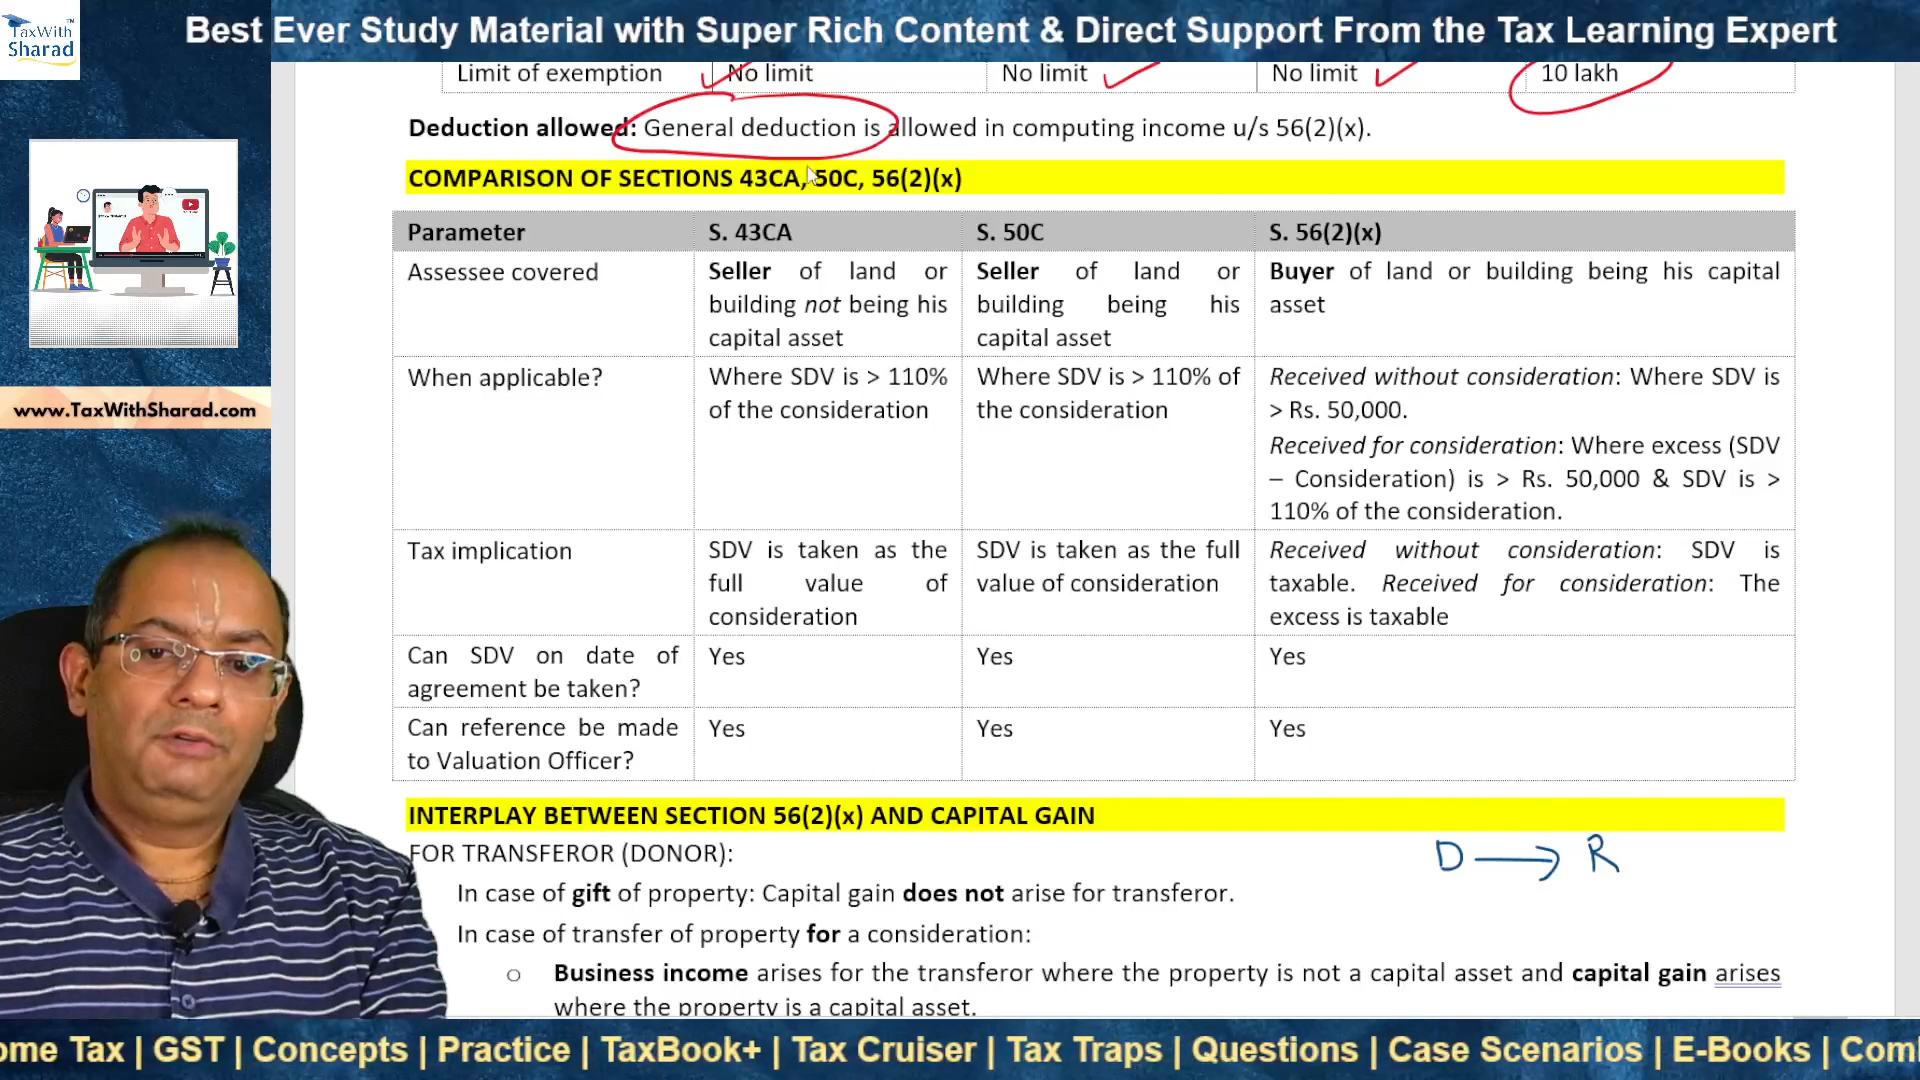 TaxWith
Sharad
Best Ever Study Material with Super Rich Content & Direct Support From the Tax Learning Expert
www.TaxWithSharad.com
Limit of exemption No limit No limit No limit 10 lakh
Deduction allowed: General deduction is allowed in computing income u/s 56(2)(x).
COMPARISON OF SECTIONS 43CA, 50C, 56(2)(x)
Parameter S. 43CA S. 50C S. 56(2)(x)
Assessee covered Seller of land or Seller of land or Buyer of land or building being his capital
building not being his building being his asset
capital asset capital asset
When applicable? Where SDV is > 110% Where SDV is > 110% of Received without consideration: Where SDV is
of the consideration the consideration > Rs. 50,000.
Received for consideration: Where excess (SDV
– Consideration) is > Rs. 50,000 & SDV is >
110% of the consideration.
Tax implication SDV is taken as the SDV is taken as the full Received without consideration: SDV is
full value of value of consideration taxable. Received for consideration: The
consideration excess is taxable
Can SDV on date of Yes Yes Yes
agreement be taken?
Can reference be made Yes Yes Yes
to Valuation Officer?
INTERPLAY BETWEEN SECTION 56(2)(x) AND CAPITAL GAIN
FOR TRANSFEROR (DONOR): D → R
In case of gift of property: Capital gain does not arise for transferor.
In case of transfer of property for a consideration:
○ Business income arises for the transferor where the property is not a capital asset and capital gain arises
where the property is a capital asset.
ome Tax | GST | Concepts | Practice | TaxBook+ | Tax Cruiser | Tax Traps | Questions | Case Scenarios | E-Books | Com